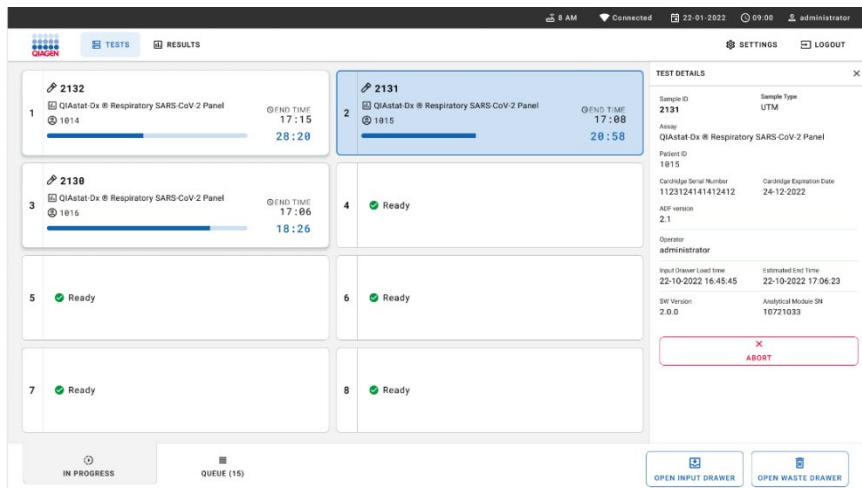 8 AM Connected 22-01-2022 09:00 administrator
QIAGEN TESTS RESULTS SETTINGS LOGOUT
1
2132
QIAstat-Dx ® Respiratory SARS-CoV-2 Panel
1014
END TIME
17:15
28:20
2
2131
QIAstat-Dx ® Respiratory SARS-CoV-2 Panel
1015
END TIME
17:08
20:58
3
2130
QIAstat-Dx ® Respiratory SARS-CoV-2 Panel
1016
END TIME
17:06
18:26
4 Ready
5 Ready
6 Ready
7 Ready
8 Ready
TEST DETAILS
Sample ID Sample Type
2131 UTM
Assay
QIAstat-Dx ® Respiratory SARS-CoV-2 Panel
Patient ID
1015
Cardridge Serial Number Cardridge Expiration Date
1123124141412412 24-12-2022
ADF version
2.1
Operator
administrator
Input Drawer Load time Estimated End Time
22-10-2022 16:45:45 22-10-2022 17:06:23
SW Version Analytical Module SN
2.0.0 10721033
ABORT
IN PROGRESS QUEUE (15)
OPEN INPUT DRAWER OPEN WASTE DRAWER